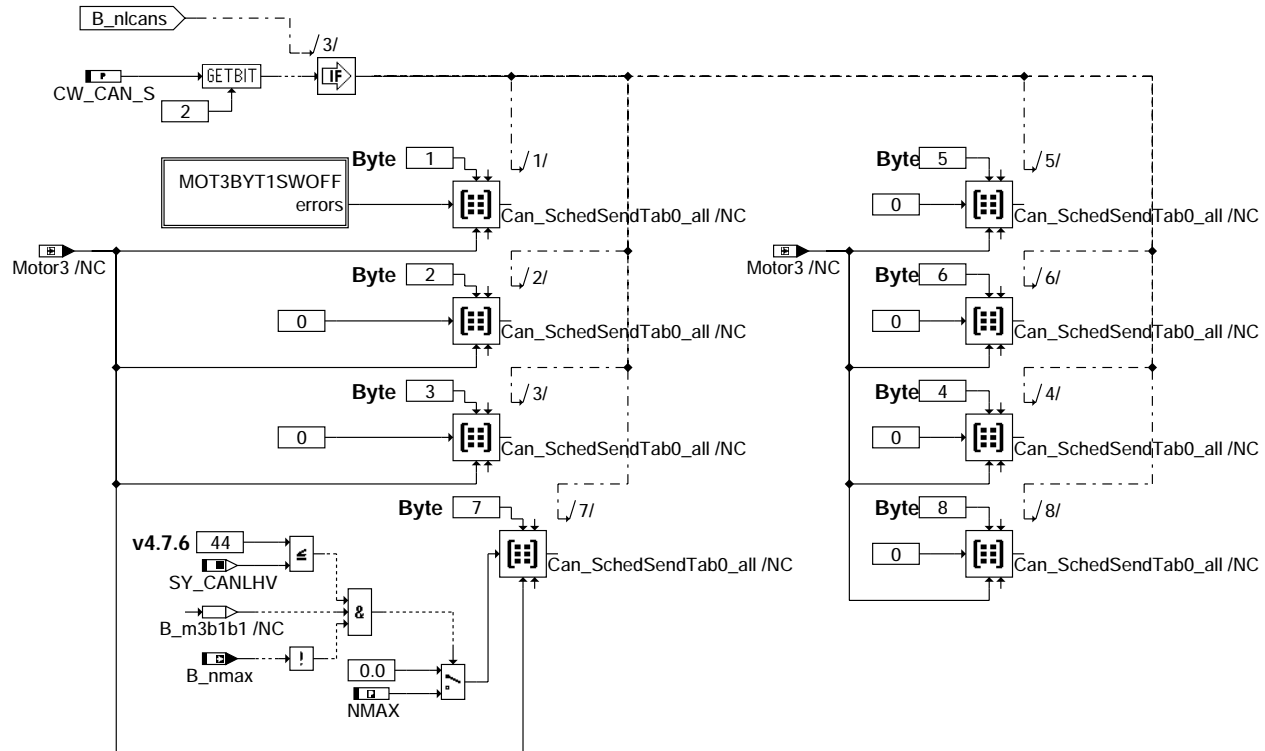 B_nlcans
/3/
CW_CAN_S
GETBIT
IF
2
Byte 1
/1/
MOT3BYT1SWOFF
errors
Can_SchedSendTab0_all /NC
Byte 5
/5/
0
Can_SchedSendTab0_all /NC
Motor3 /NC
Motor3 /NC
Byte 2
/2/
0
Can_SchedSendTab0_all /NC
Byte 6
/6/
0
Can_SchedSendTab0_all /NC
Byte 3
/3/
0
Can_SchedSendTab0_all /NC
Byte 4
/4/
0
Can_SchedSendTab0_all /NC
Byte 7
/7/
Can_SchedSendTab0_all /NC
Byte 8
/8/
0
Can_SchedSendTab0_all /NC
v4.7.6 44
≤
SY_CANLHV
B_m3b1b1 /NC
&
B_nmax
!
0.0
NMAX